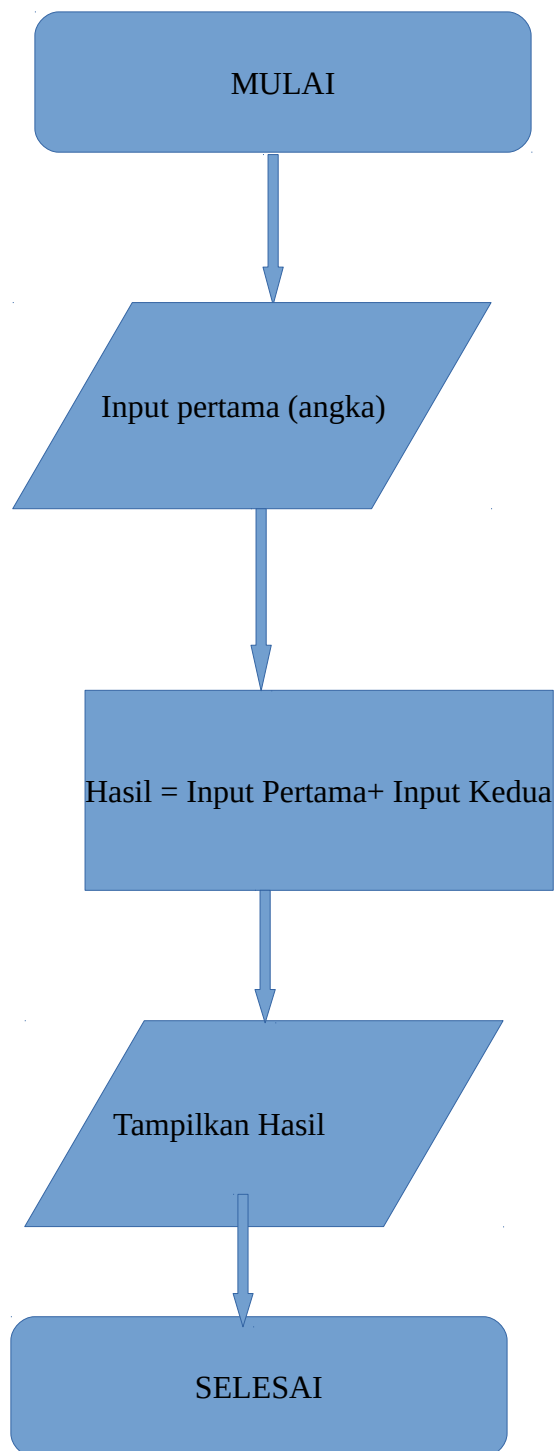 MULAI
Input pertama (angka)
Hasil = Input Pertama+ Input Kedua
Tampilkan Hasil
SELESAI